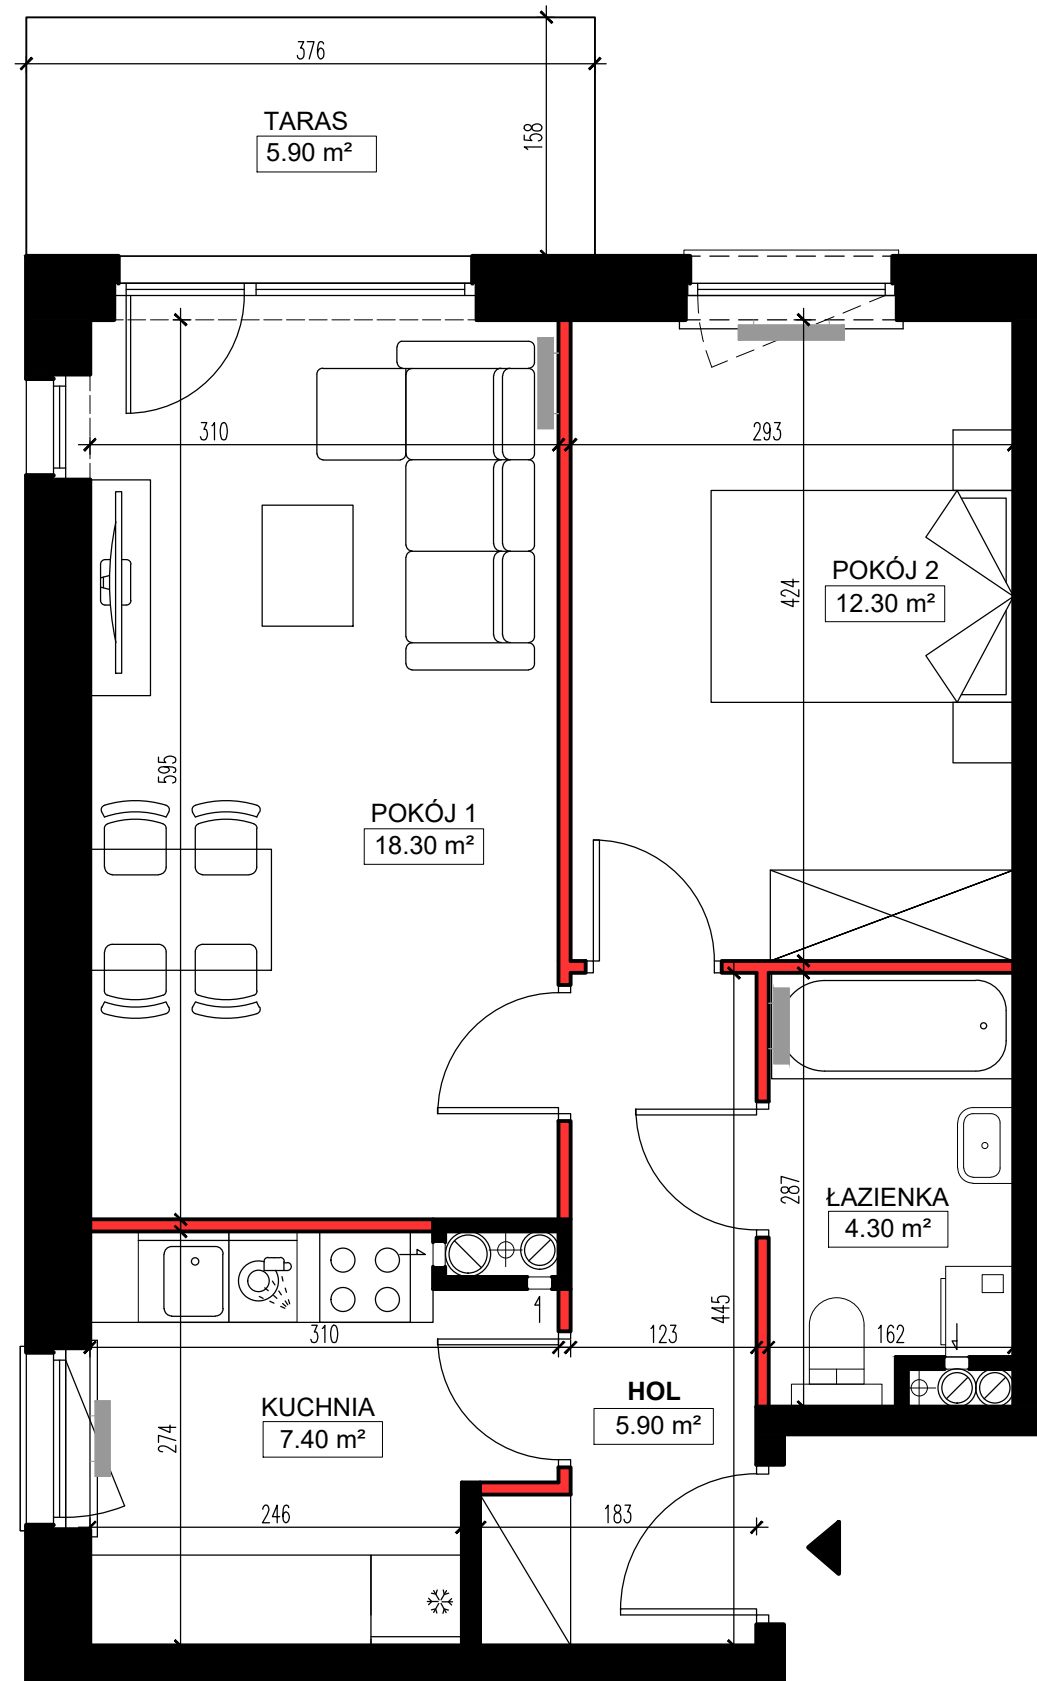 376
TARAS
5.90 m²
158
310
293
POKÓJ 2
12.30 m²
424
595
POKÓJ 1
18.30 m²
287
ŁAZIENKA
4.30 m²
445
310
123
162
HOL
5.90 m²
KUCHNIA
7.40 m²
274
246
183